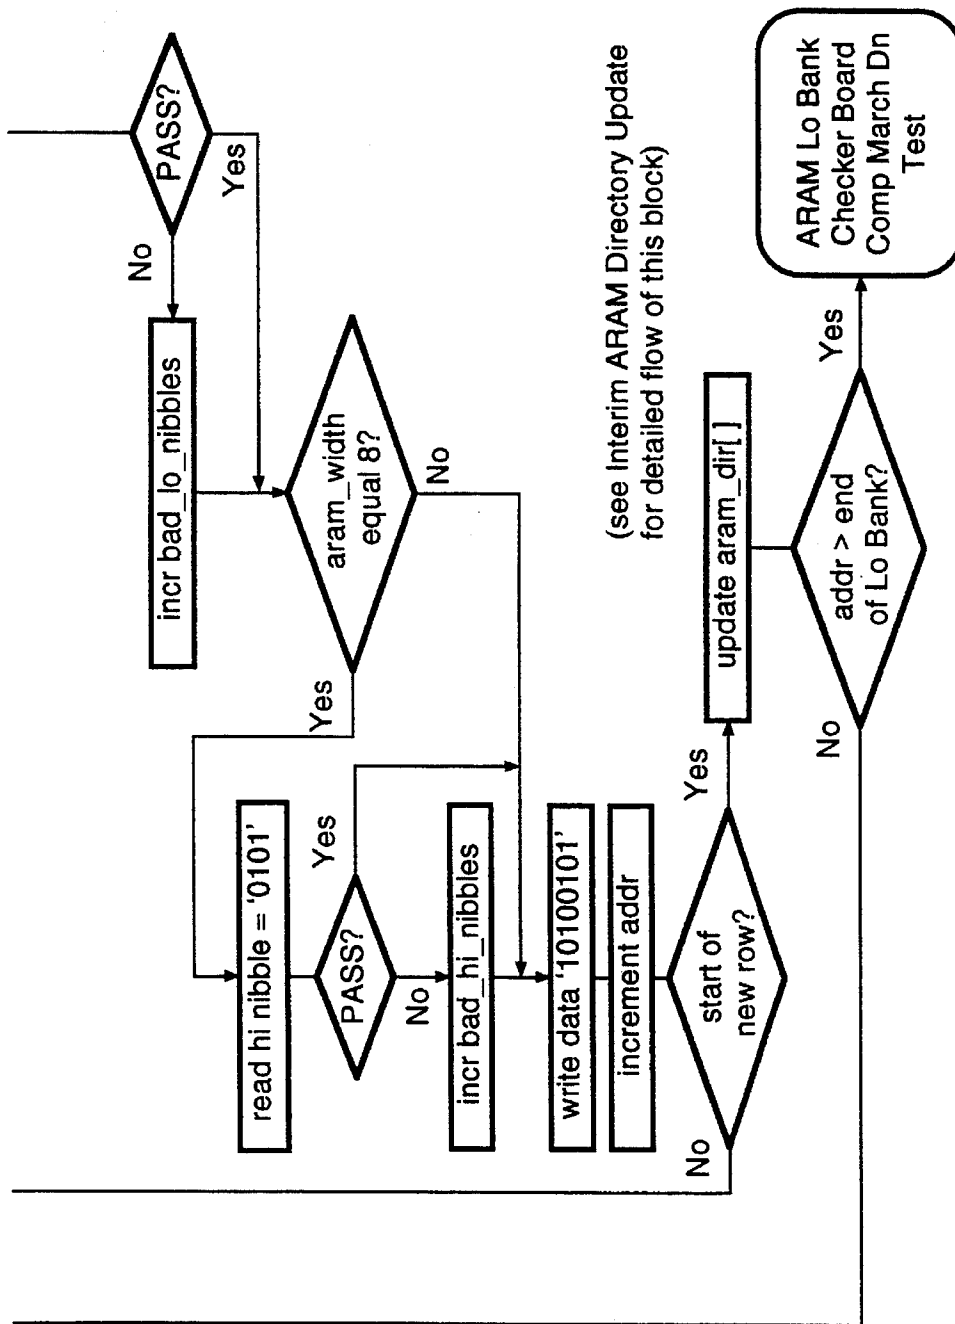 PASS?
No
Yes
incr bad_lo_nibbles
aram_width
equal 8?
Yes
No
read hi nibble = ‘0101’
PASS?
Yes
No
incr bad_hi_nibbles
write data ‘10100101’
increment addr
start of
new row?
No
Yes
(see Interim ARAM Directory Update
for detailed flow of this block)
update aram_dir[ ]
addr > end
of Lo Bank?
No
Yes
ARAM Lo Bank
Checker Board
Comp March Dn
Test